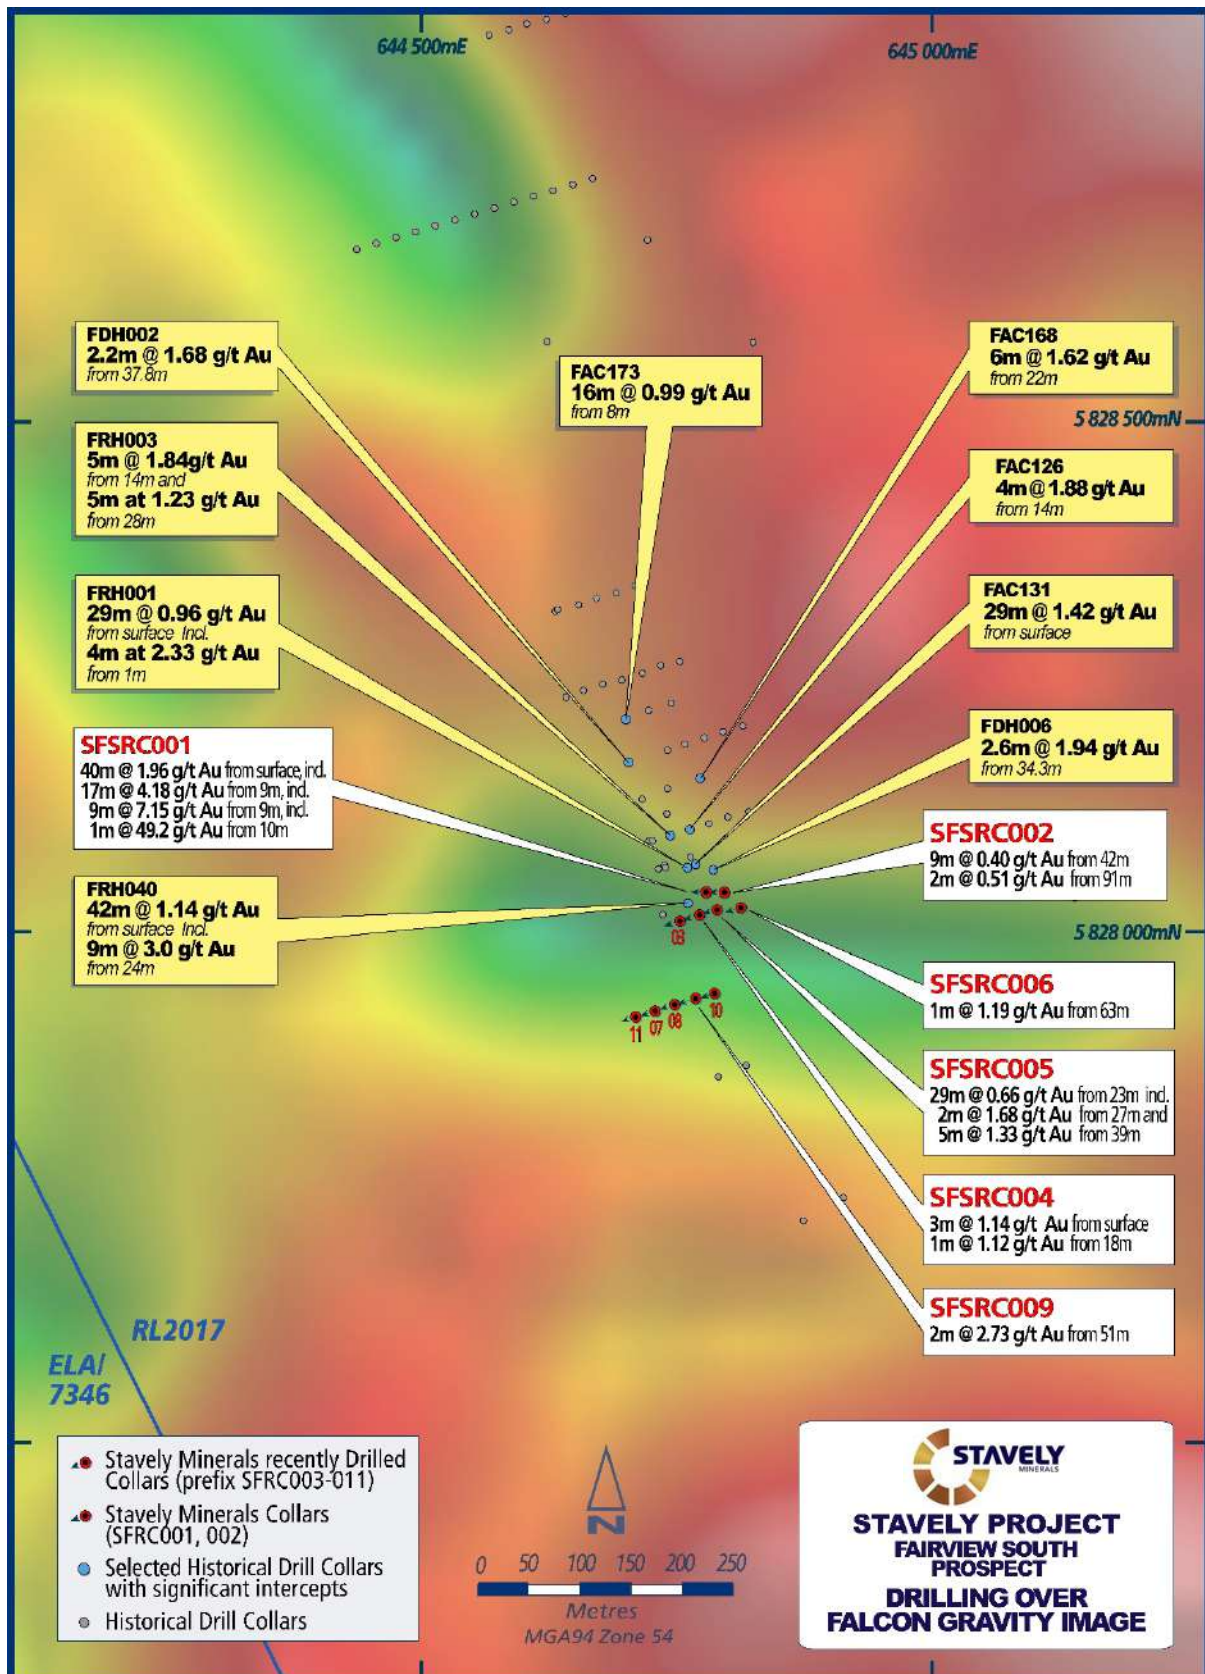 644 500mE
645 000mE
FDH002
2.2m @ 1.68 g/t Au
from 37.8m
FAC173
16m @ 0.99 g/t Au
from 8m
FAC168
6m @ 1.62 g/t Au
from 22m
5 828 500mN
FRH003
5m @ 1.84g/t Au
from 14m and
5m at 1.23 g/t Au
from 28m
FAC126
4m @ 1.88 g/t Au
from 14m
FRH001
29m @ 0.96 g/t Au
from surface Incl.
4m at 2.33 g/t Au
from 1m
FAC131
29m @ 1.42 g/t Au
from surface
SFSRC001
40m @ 1.96 g/t Au from surface, incl.
17m @ 4.18 g/t Au from 9m, incl.
9m @ 7.15 g/t Au from 9m, incl.
1m @ 49.2 g/t Au from 10m
FDH006
2.6m @ 1.94 g/t Au
from 34.3m
SFSRC002
9m @ 0.40 g/t Au from 42m
2m @ 0.51 g/t Au from 91m
FRH040
42m @ 1.14 g/t Au
from surface Incl.
9m @ 3.0 g/t Au
from 24m
03
5 828 000mN
SFSRC006
1m @ 1.19 g/t Au from 63m
11 07 08 10
SFSRC005
29m @ 0.66 g/t Au from 23m incl.
2m @ 1.68 g/t Au from 27m and
5m @ 1.33 g/t Au from 39m
SFSRC004
3m @ 1.14 g/t Au from surface
1m @ 1.12 g/t Au from 18m
SFSRC009
2m @ 2.73 g/t Au from 51m
RL2017
ELA/
7346
Stavely Minerals recently Drilled
Collars (prefix SFRC003-011)
Stavely Minerals Collars
(SFRC001, 002)
Selected Historical Drill Collars
with significant intercepts
Historical Drill Collars
N
0 50 100 150 200 250
Metres
MGA94 Zone 54
STAVELY
MINERALS
STAVELY PROJECT
FAIRVIEW SOUTH
PROSPECT
DRILLING OVER
FALCON GRAVITY IMAGE